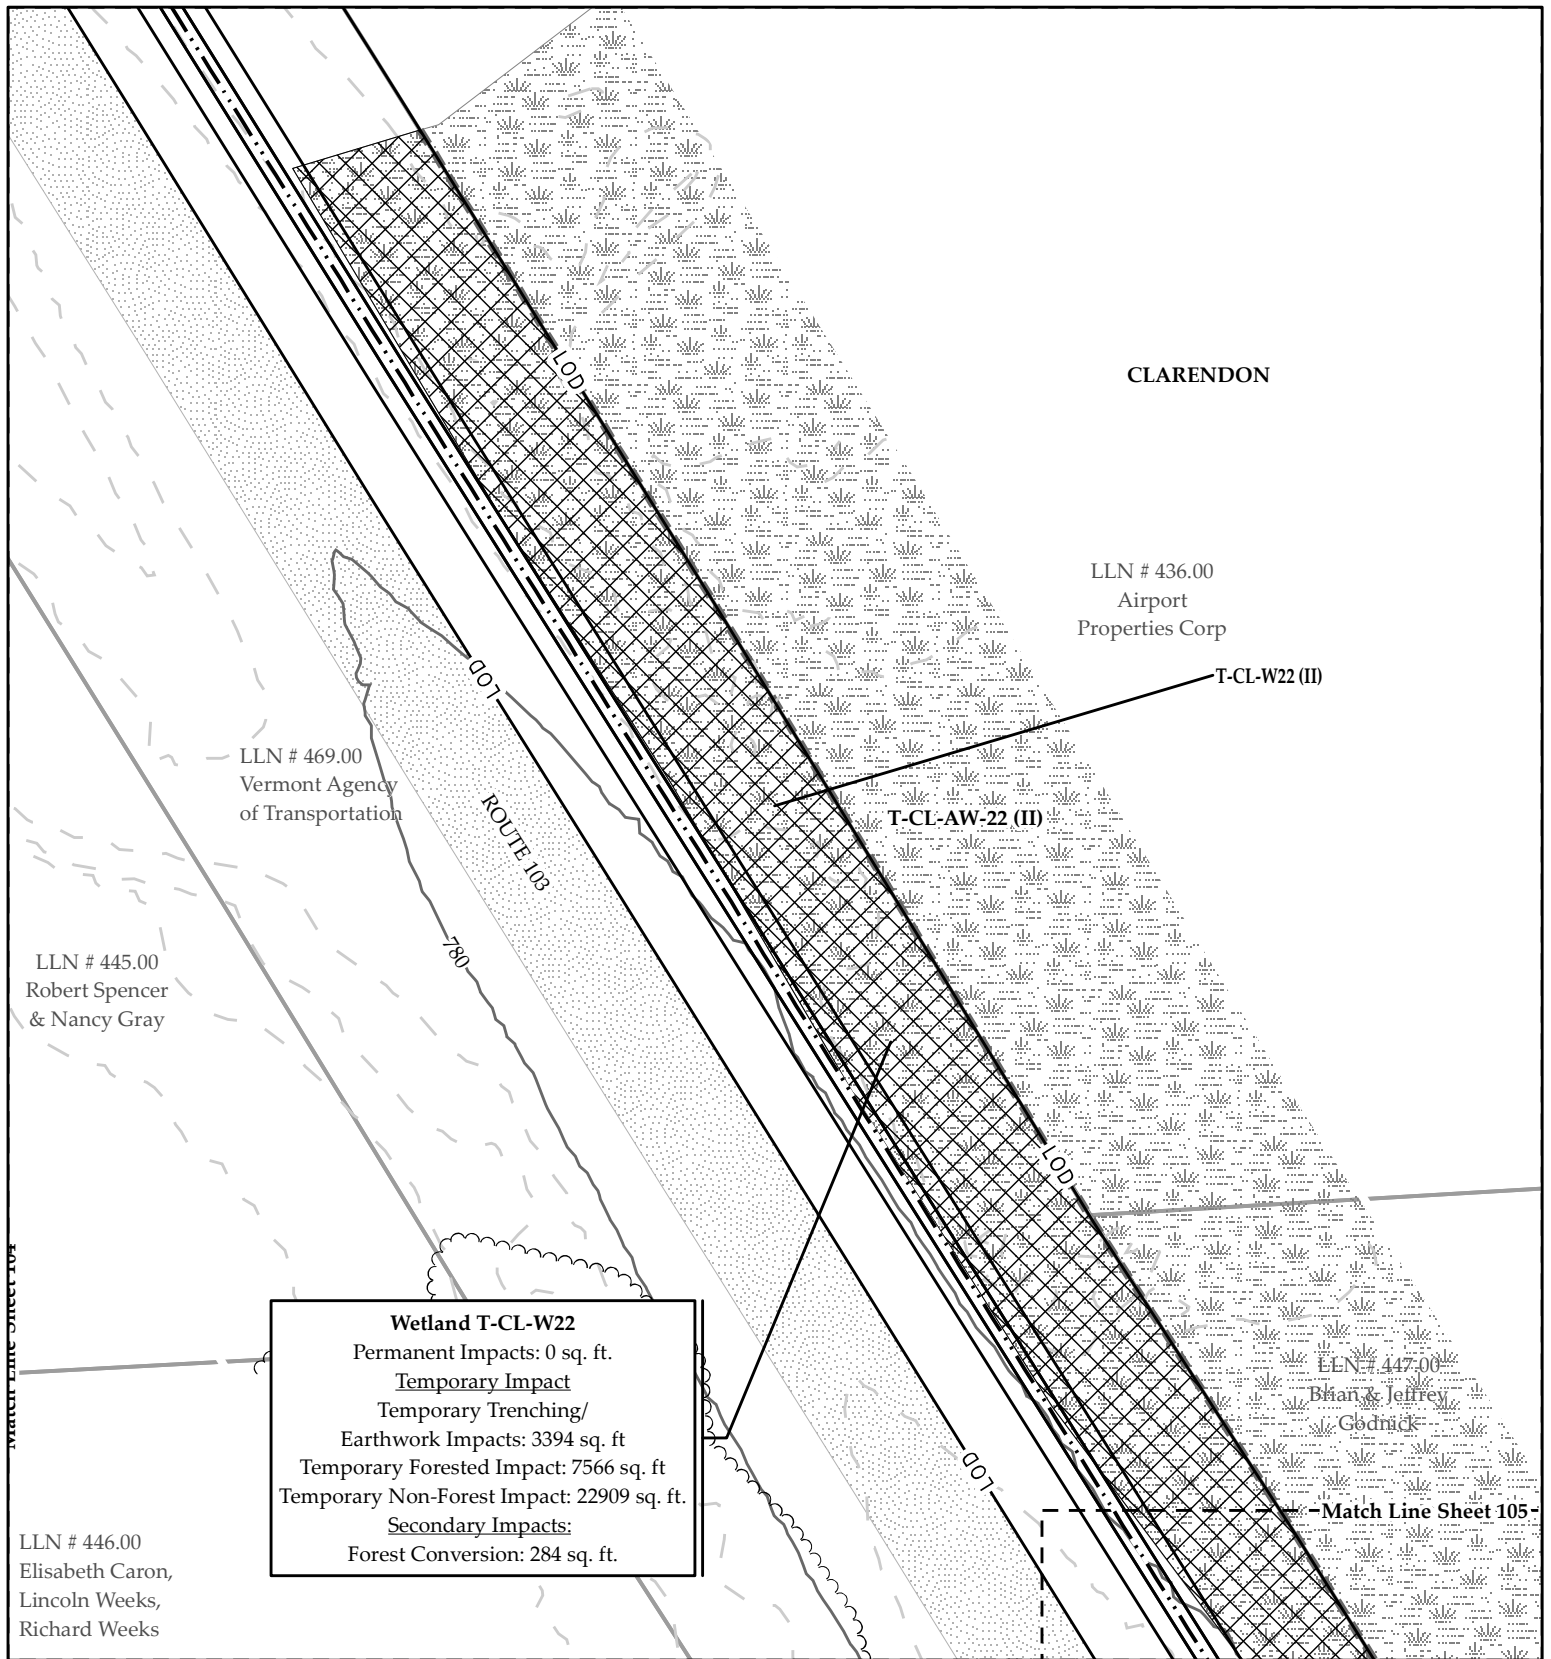 CLARENDON
LOD
LLN # 436.00
Airport
Properties Corp
T-CL-W22 (II)
LOD
LLN # 469.00
Vermont Agency
of Transportation
ROUTE 103
T-CL-AW-22 (II)
780
LLN # 445.00
Robert Spencer
& Nancy Gray
LOD
Match Line Sheet 104
Wetland T-CL-W22
Permanent Impacts: 0 sq. ft.
Temporary Impact
Temporary Trenching/
Earthwork Impacts: 3394 sq. ft
Temporary Forested Impact: 7566 sq. ft
Temporary Non-Forest Impact: 22909 sq. ft.
Secondary Impacts:
Forest Conversion: 284 sq. ft.
LLN # 447.00
Brian & Jeffrey
Godnick
LOD
Match Line Sheet 105
LLN # 446.00
Elisabeth Caron,
Lincoln Weeks,
Richard Weeks